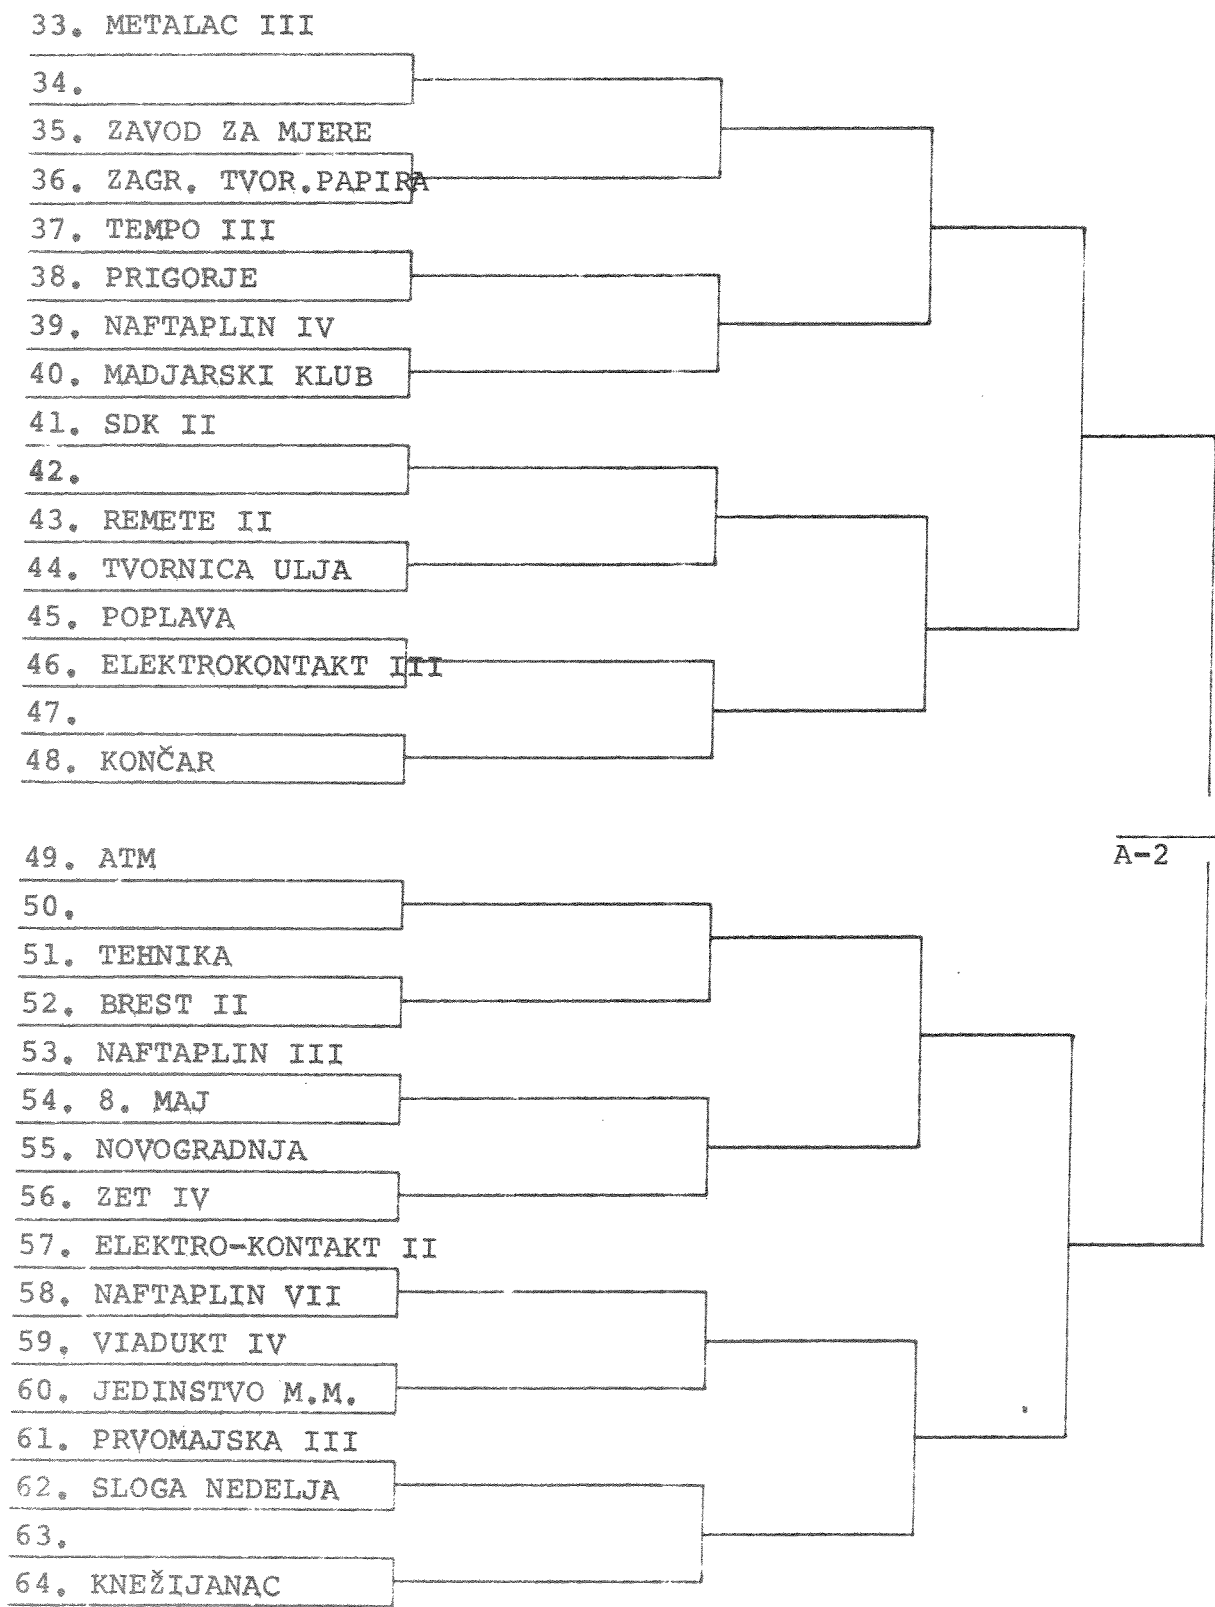 33. METALAC III
34.
35. ZAVOD ZA MJERE
36. ZAGR. TVOR.PAPIRA
37. TEMPO III
38. PRIGORJE
39. NAFTAPLIN IV
40. MADJARSKI KLUB
41. SDK II
42.
43. REMETE II
44. TVORNICA ULJA
45. POPLAVA
46. ELEKTROKONTAKT III
47.
48. KONČAR
A-2
49. ATM
50.
51. TEHNIKA
52. BREST II
53. NAFTAPLIN III
54. 8. MAJ
55. NOVOGRADNJA
56. ZET IV
57. ELEKTRO-KONTAKT II
58. NAFTAPLIN VII
59. VIADUKT IV
60. JEDINSTVO M.M.
61. PRVOMAJSKA III
62. SLOGA NEDELJA
63.
64. KNEŽIJANAC